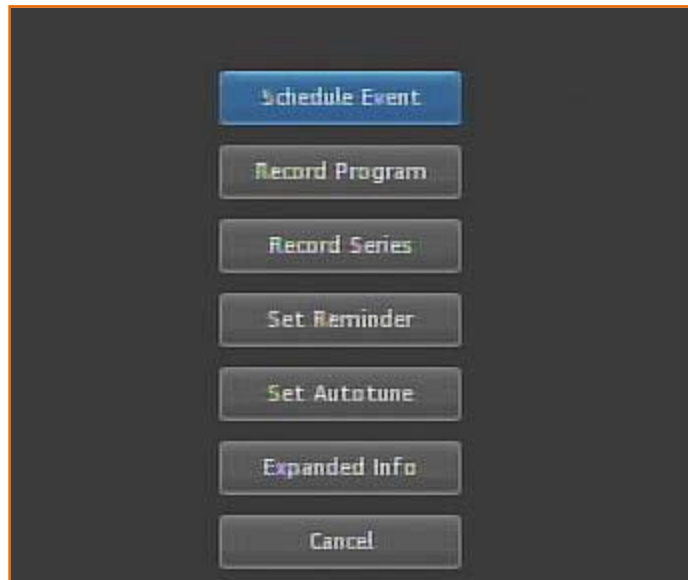 Schedule Event
Record Program
Record Series
Set Reminder
Set Autotune
Expanded Info
Cancel